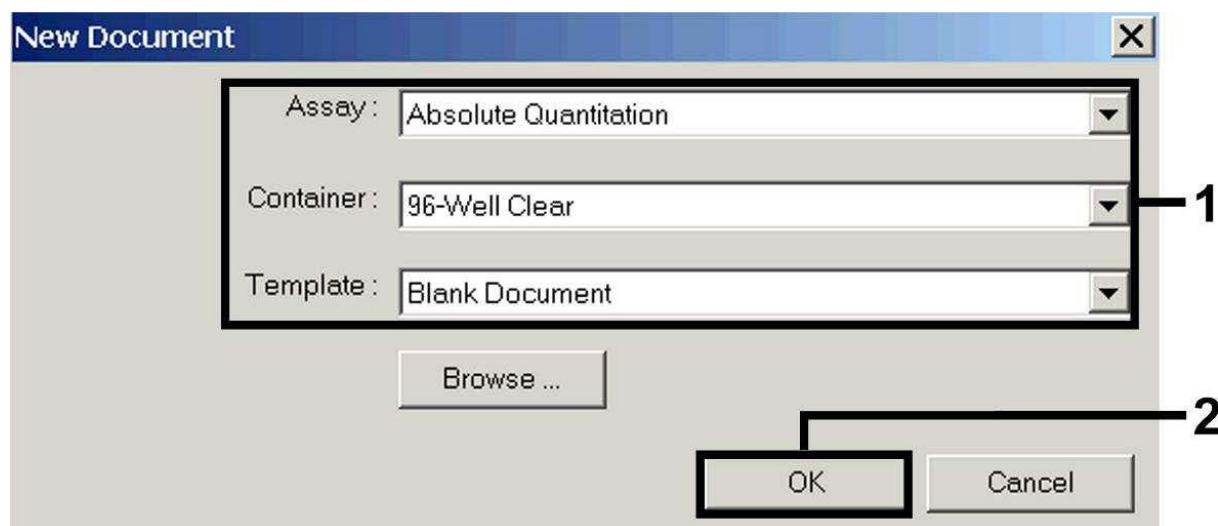 New Document
Assay: Absolute Quantitation
Container: 96-Well Clear
1
Template: Blank Document
Browse ...
2
OK Cancel